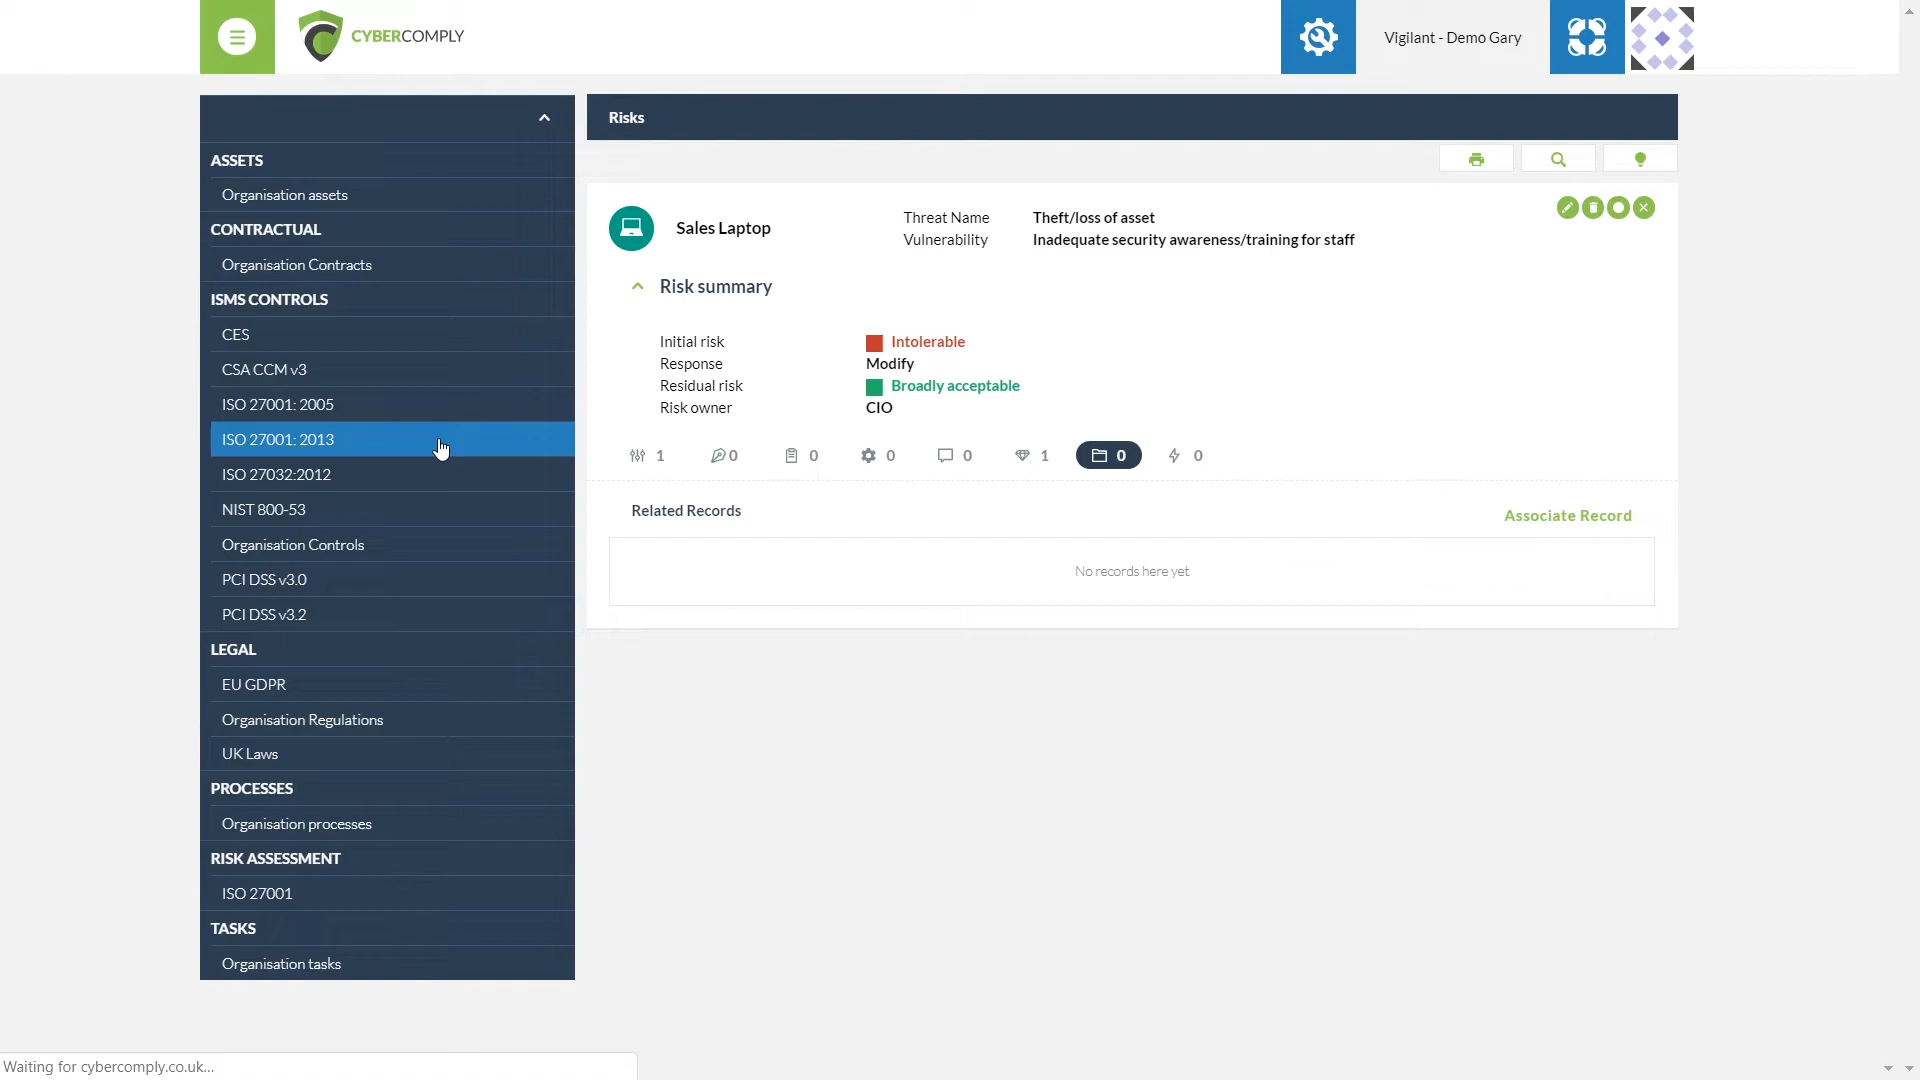 CYBERCOMPLY
Vigilant - Demo Gary
ASSETS
Organisation assets
CONTRACTUAL
Organisation Contracts
ISMS CONTROLS
CES
CSA CCM v3
ISO 27001: 2005
ISO 27001: 2013
ISO 27032:2012
NIST 800-53
Organisation Controls
PCI DSS v3.0
PCI DSS v3.2
LEGAL
EU GDPR
Organisation Regulations
UK Laws
PROCESSES
Organisation processes
RISK ASSESSMENT
ISO 27001
TASKS
Organisation tasks
Risks
Sales Laptop
Threat Name Theft/loss of asset
Vulnerability Inadequate security awareness/training for staff
Risk summary
Initial risk Intolerable
Response Modify
Residual risk Broadly acceptable
Risk owner CIO
1 0 0 0 0 1 0 0
Related Records
Associate Record
No records here yet
Waiting for cybercomply.co.uk...